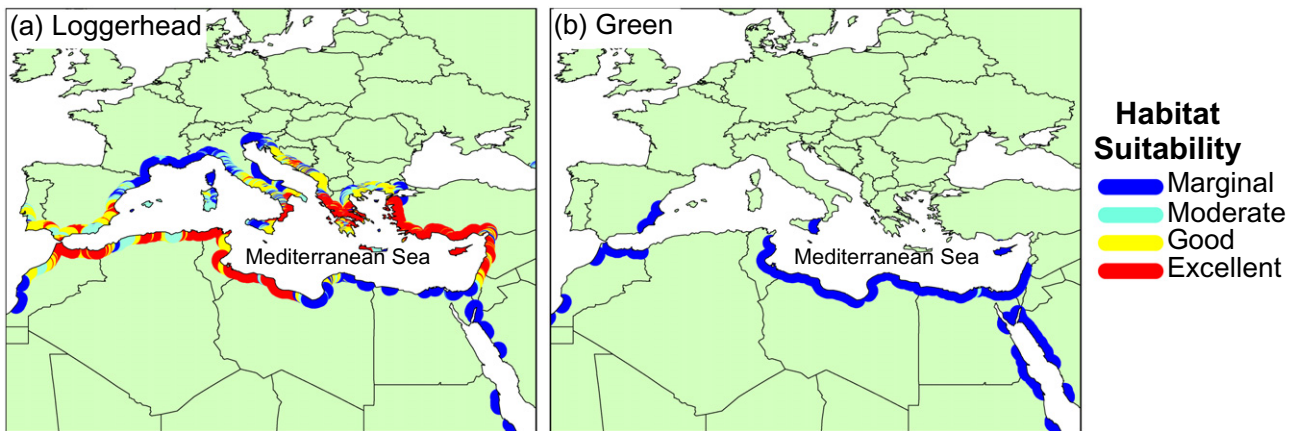 (a) Loggerhead
Mediterranean Sea
(b) Green
Mediterranean Sea
Habitat
Suitability
Marginal
Moderate
Good
Excellent